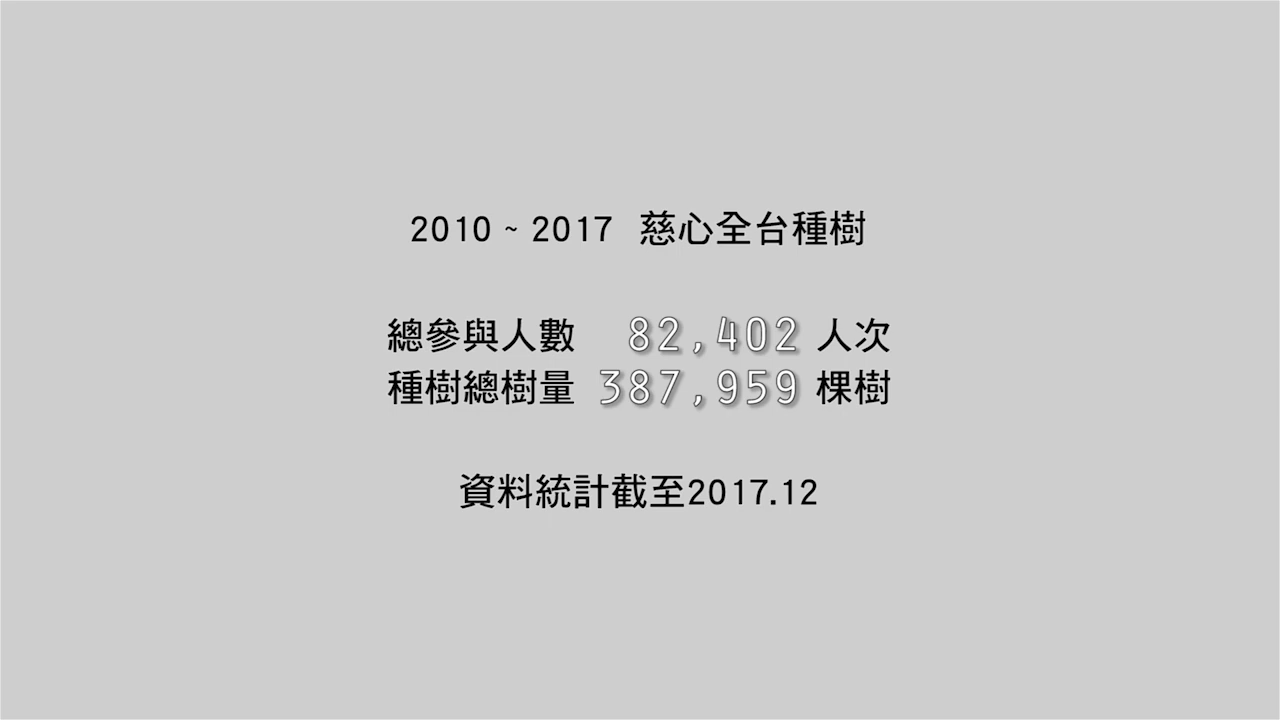 2010 ~ 2017 慈心全台種樹
總參與人數 82,402 人次
種樹總樹量 387,959 棵樹
資料統計截至2017.12